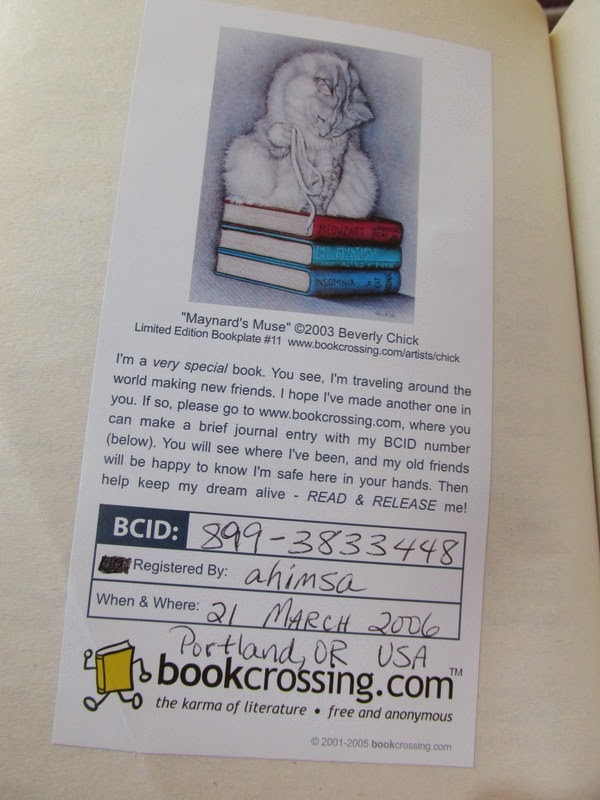 MEOWZART
INSOMNIA
"Maynard's Muse" ©2003 Beverly Chick
Limited Edition Bookplate #11 www.bookcrossing.com/artists/chick
I'm a very special book. You see, I'm traveling around the
world making new friends. I hope I've made another one in
you. If so, please go to www.bookcrossing.com, where you
can make a brief journal entry with my BCID number
(below). You will see where I've been, and my old friends
will be happy to know I'm safe here in your hands. Then
help keep my dream alive - READ & RELEASE me!
BCID: 899-3833448
Registered By: ahimsa
When & Where: 21 MARCH 2006
Portland, OR USA
bookcrossing.com™
the karma of literature • free and anonymous
© 2001-2005 bookcrossing.com